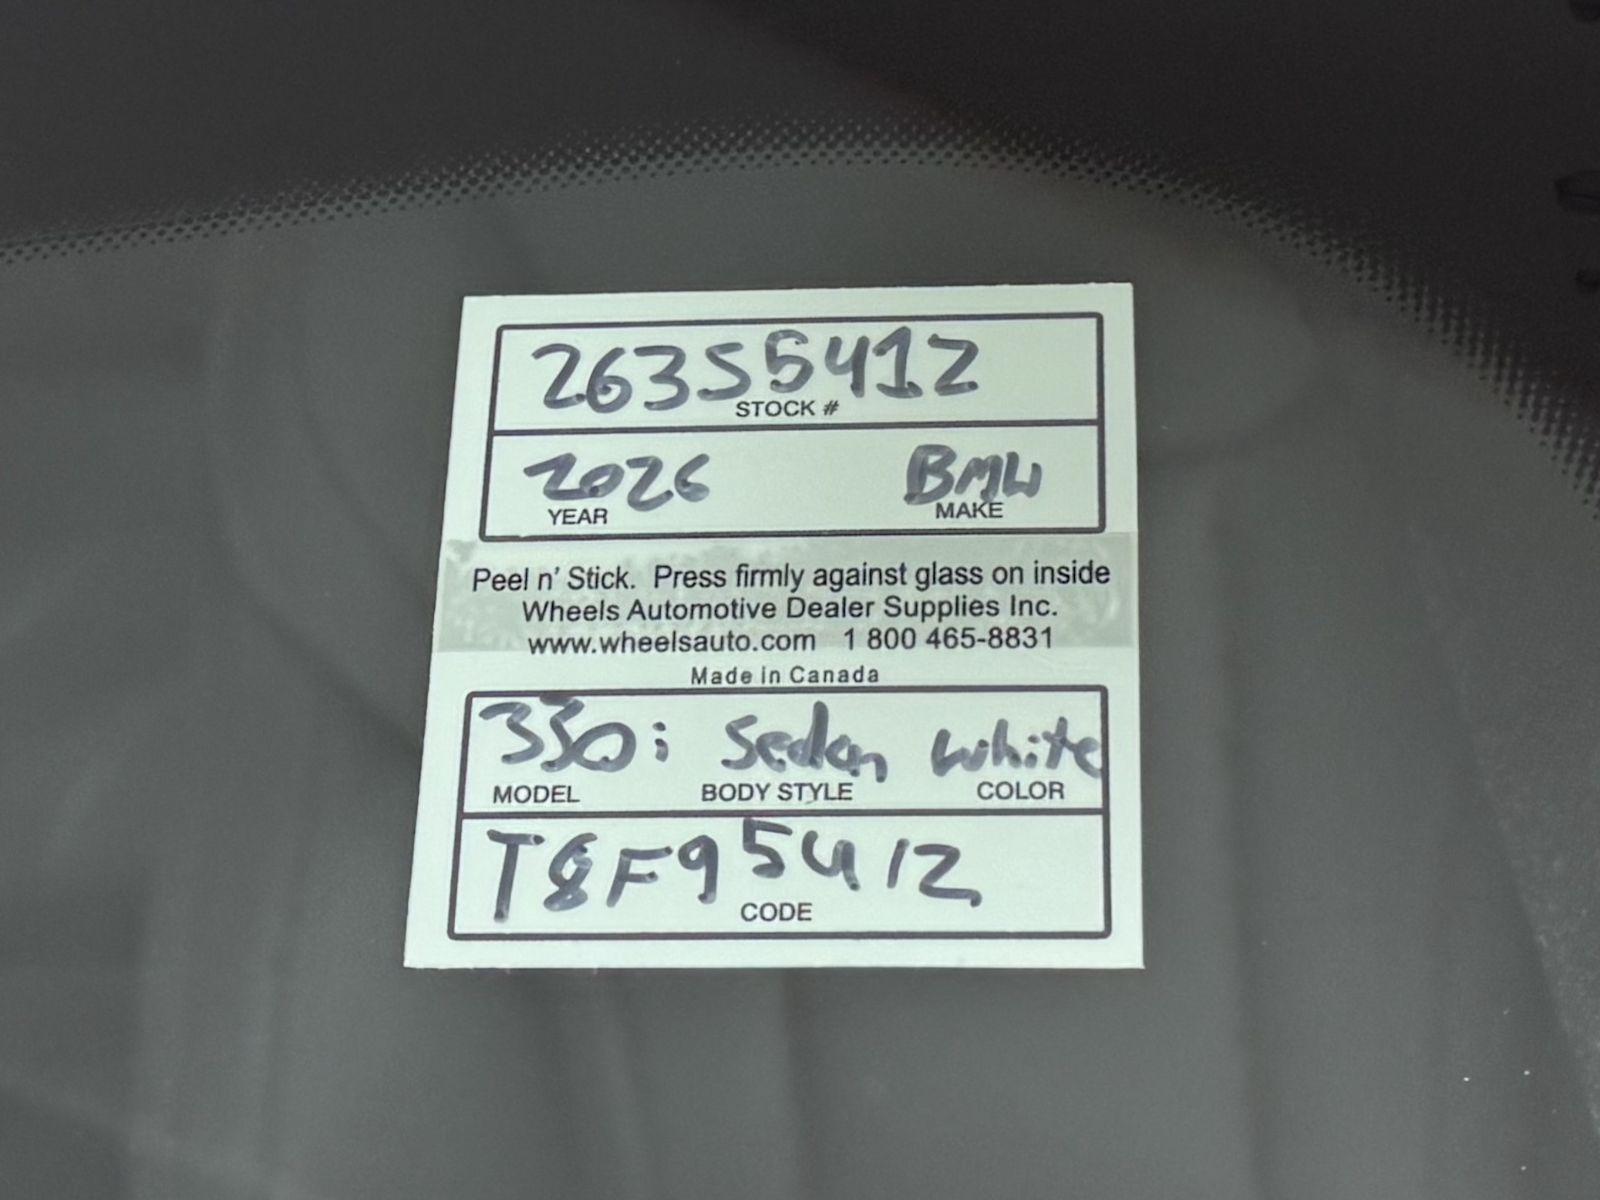 263S5412
STOCK #
2026 BMW
YEAR MAKE
Peel n' Stick. Press firmly against glass on inside
Wheels Automotive Dealer Supplies Inc.
www.wheelsauto.com 1 800 465-8831
Made in Canada
330i Sedan white
MODEL BODY STYLE COLOR
T8F95412
CODE